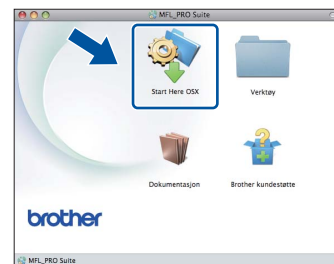 MFL_PRO Suite
Start Here OSX
Verktøy
Dokumentasjon
Brother kundestøtte
brother
MFL_PRO Suite